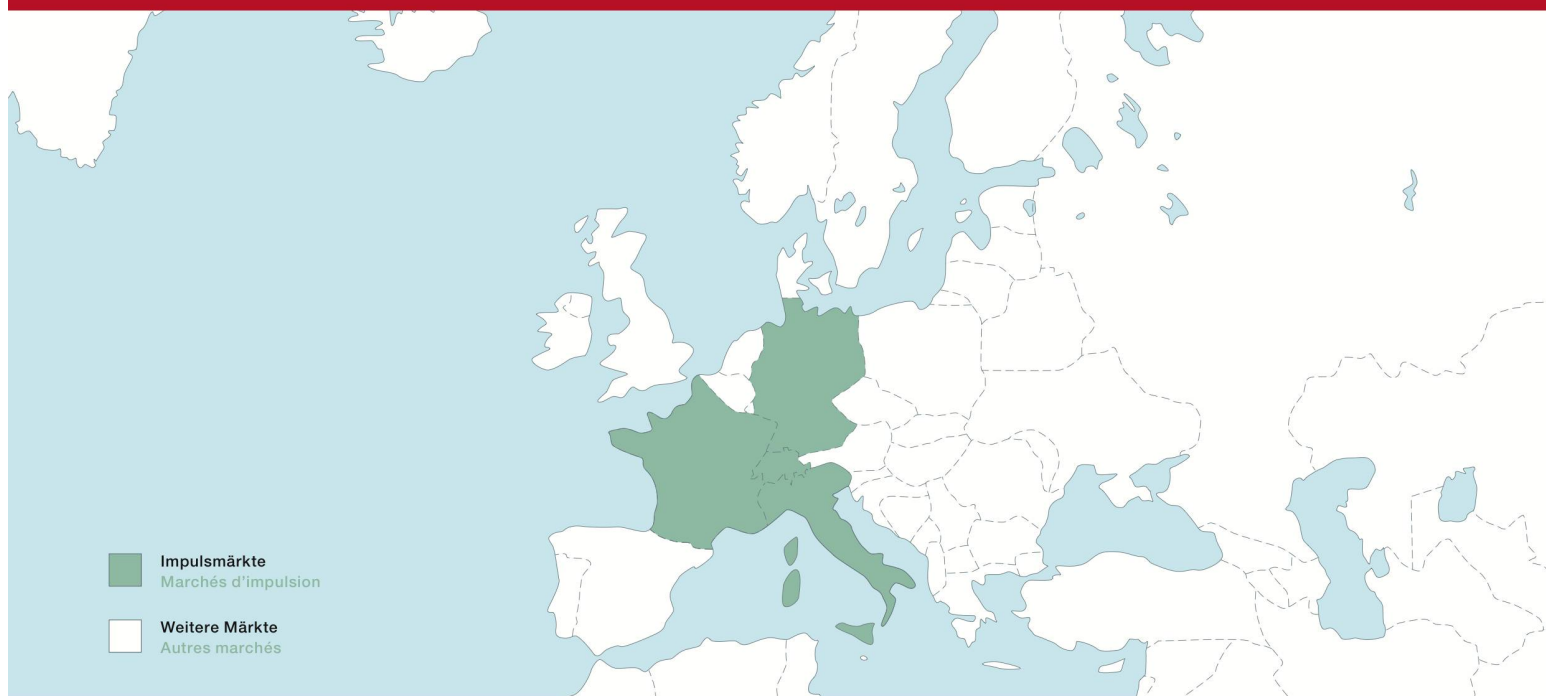 Impulsmärkte
Marchés d'impulsion
Weitere Märkte
Autres marchés